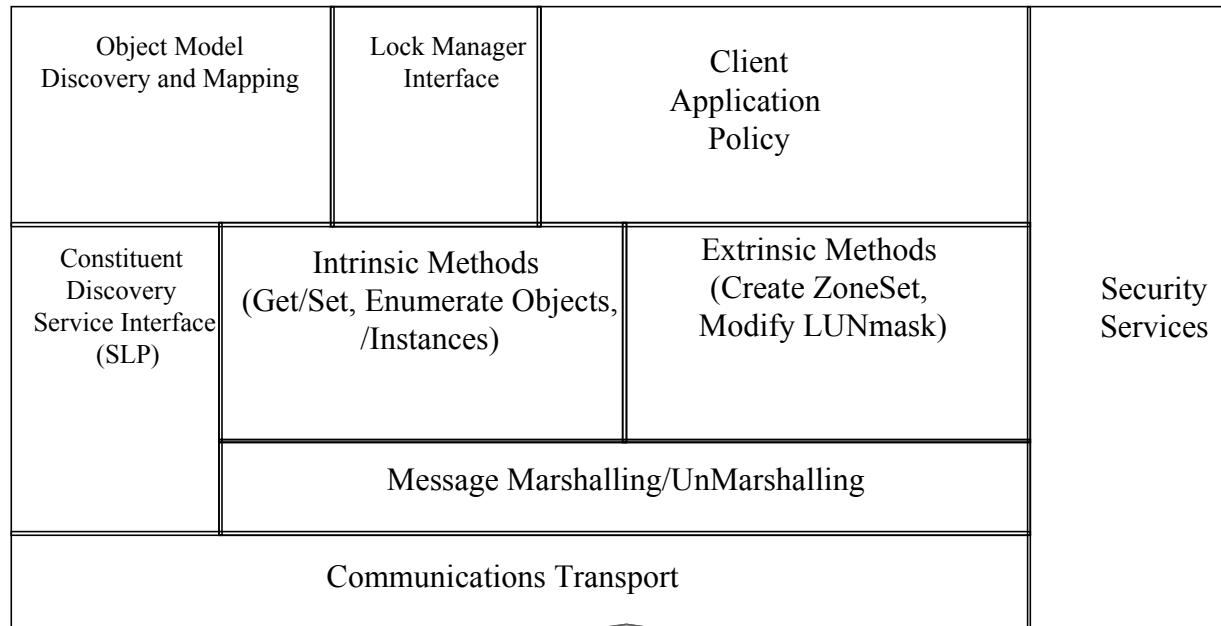 Object Model
Discovery and Mapping
Lock Manager
Interface
Client
Application
Policy
Constituent
Discovery
Service Interface
(SLP)
Intrinsic Methods
(Get/Set, Enumerate Objects,
/Instances)
Extrinsic Methods
(Create ZoneSet,
Modify LUNmask)
Security
Services
Message Marshalling/UnMarshalling
Communications Transport